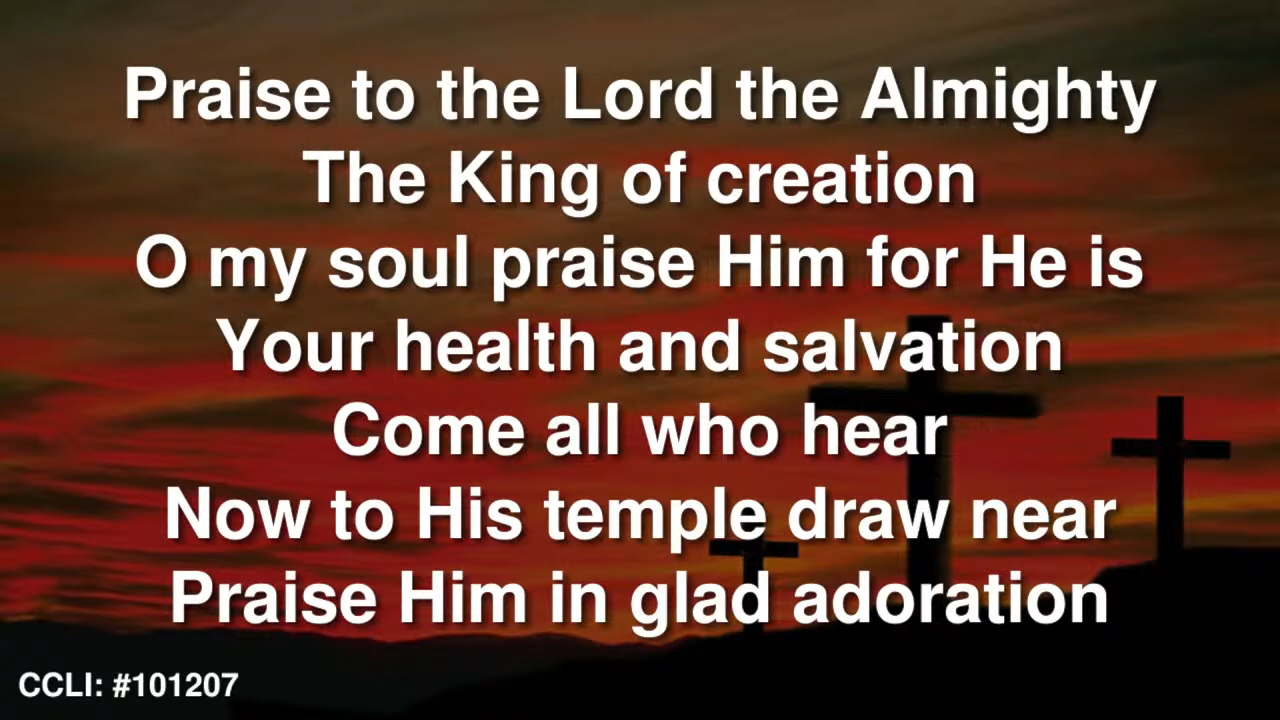 Praise to the Lord the Almighty
The King of creation
O my soul praise Him for He is
Your health and salvation
Come all who hear
Now to His temple draw near
Praise Him in glad adoration
CCLI: #101207